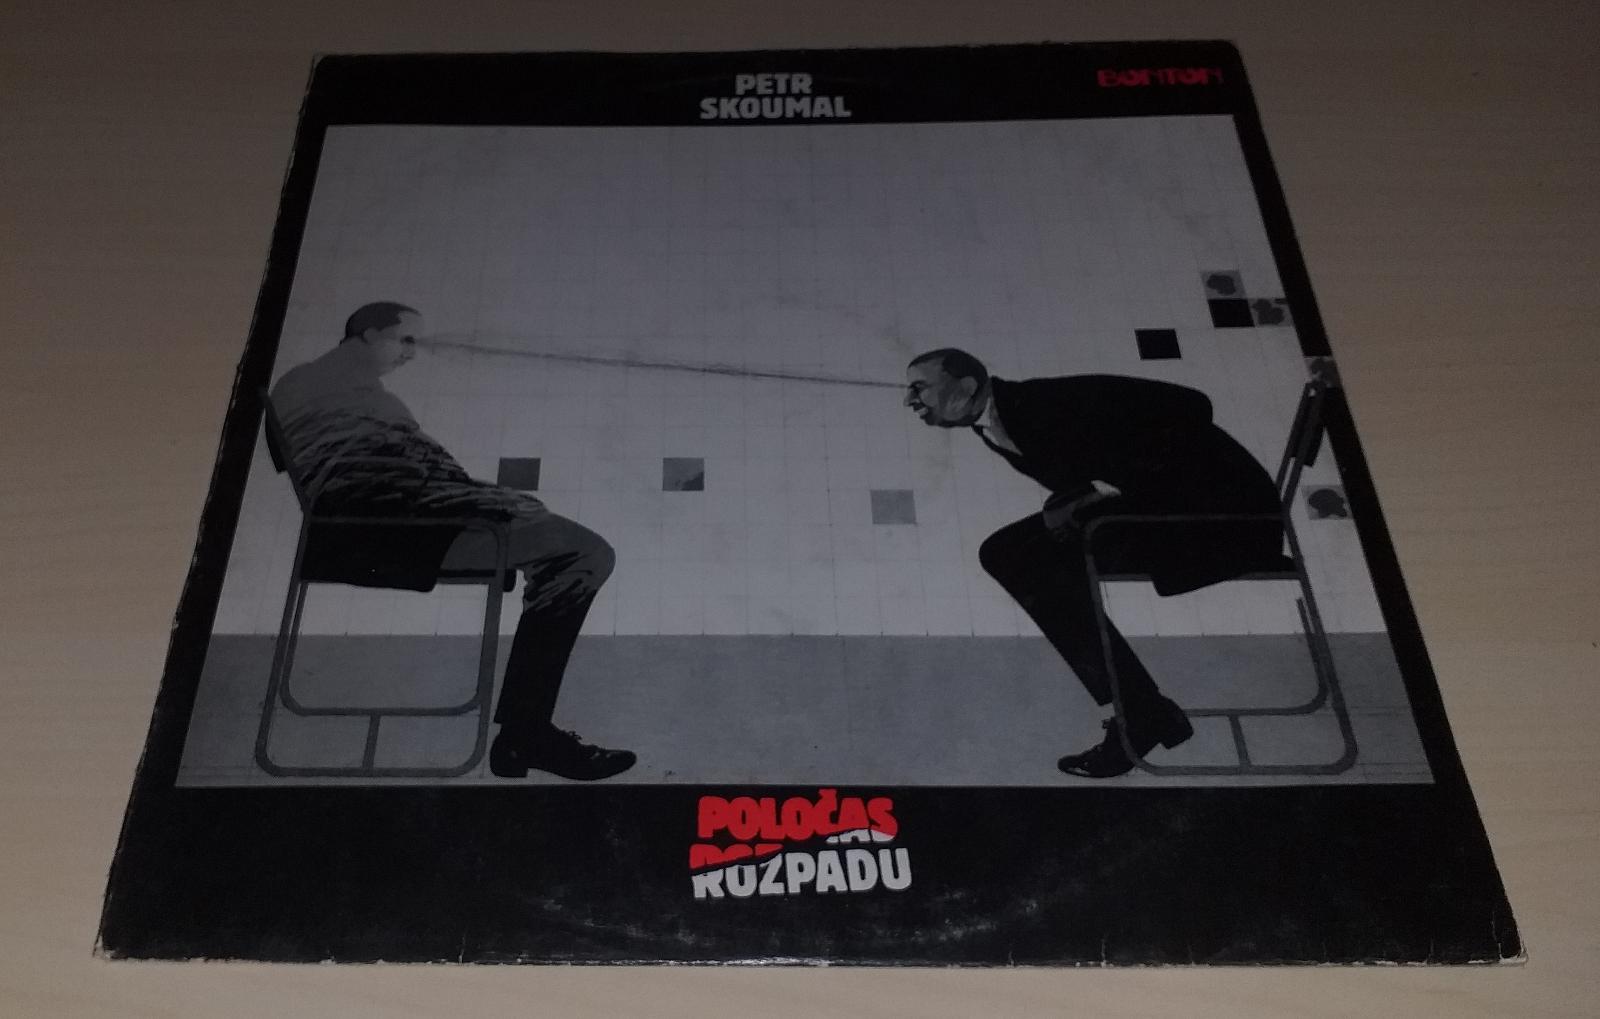 PETR
SKOUMAL
BONTON
POLOČAS
ROZPADU